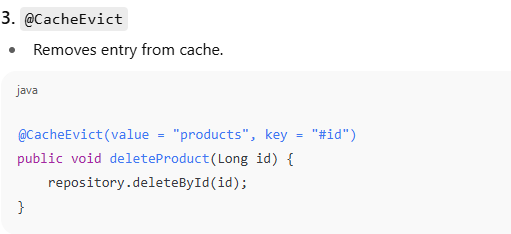 3. @CacheEvict
• Removes entry from cache.
java
@CacheEvict(value = "products", key = "#id")
public void deleteProduct(Long id) {
    repository.deleteById(id);
}